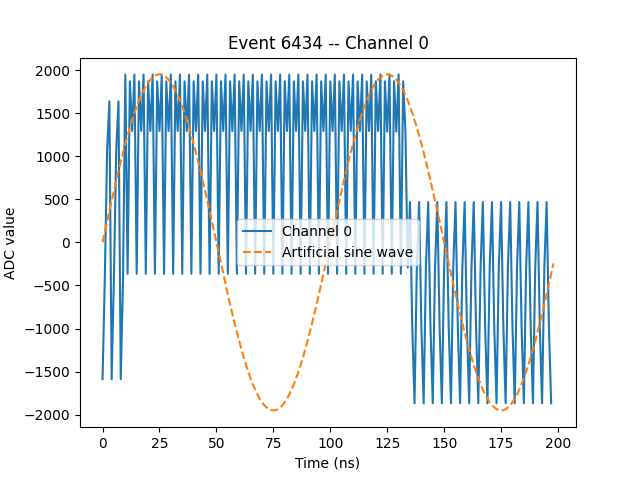 Event 6434 -- Channel 0
ADC value
2000
1500
1000
500
0
−500
−1000
−1500
−2000
Channel 0
Artificial sine wave
0 25 50 75 100 125 150 175 200
Time (ns)